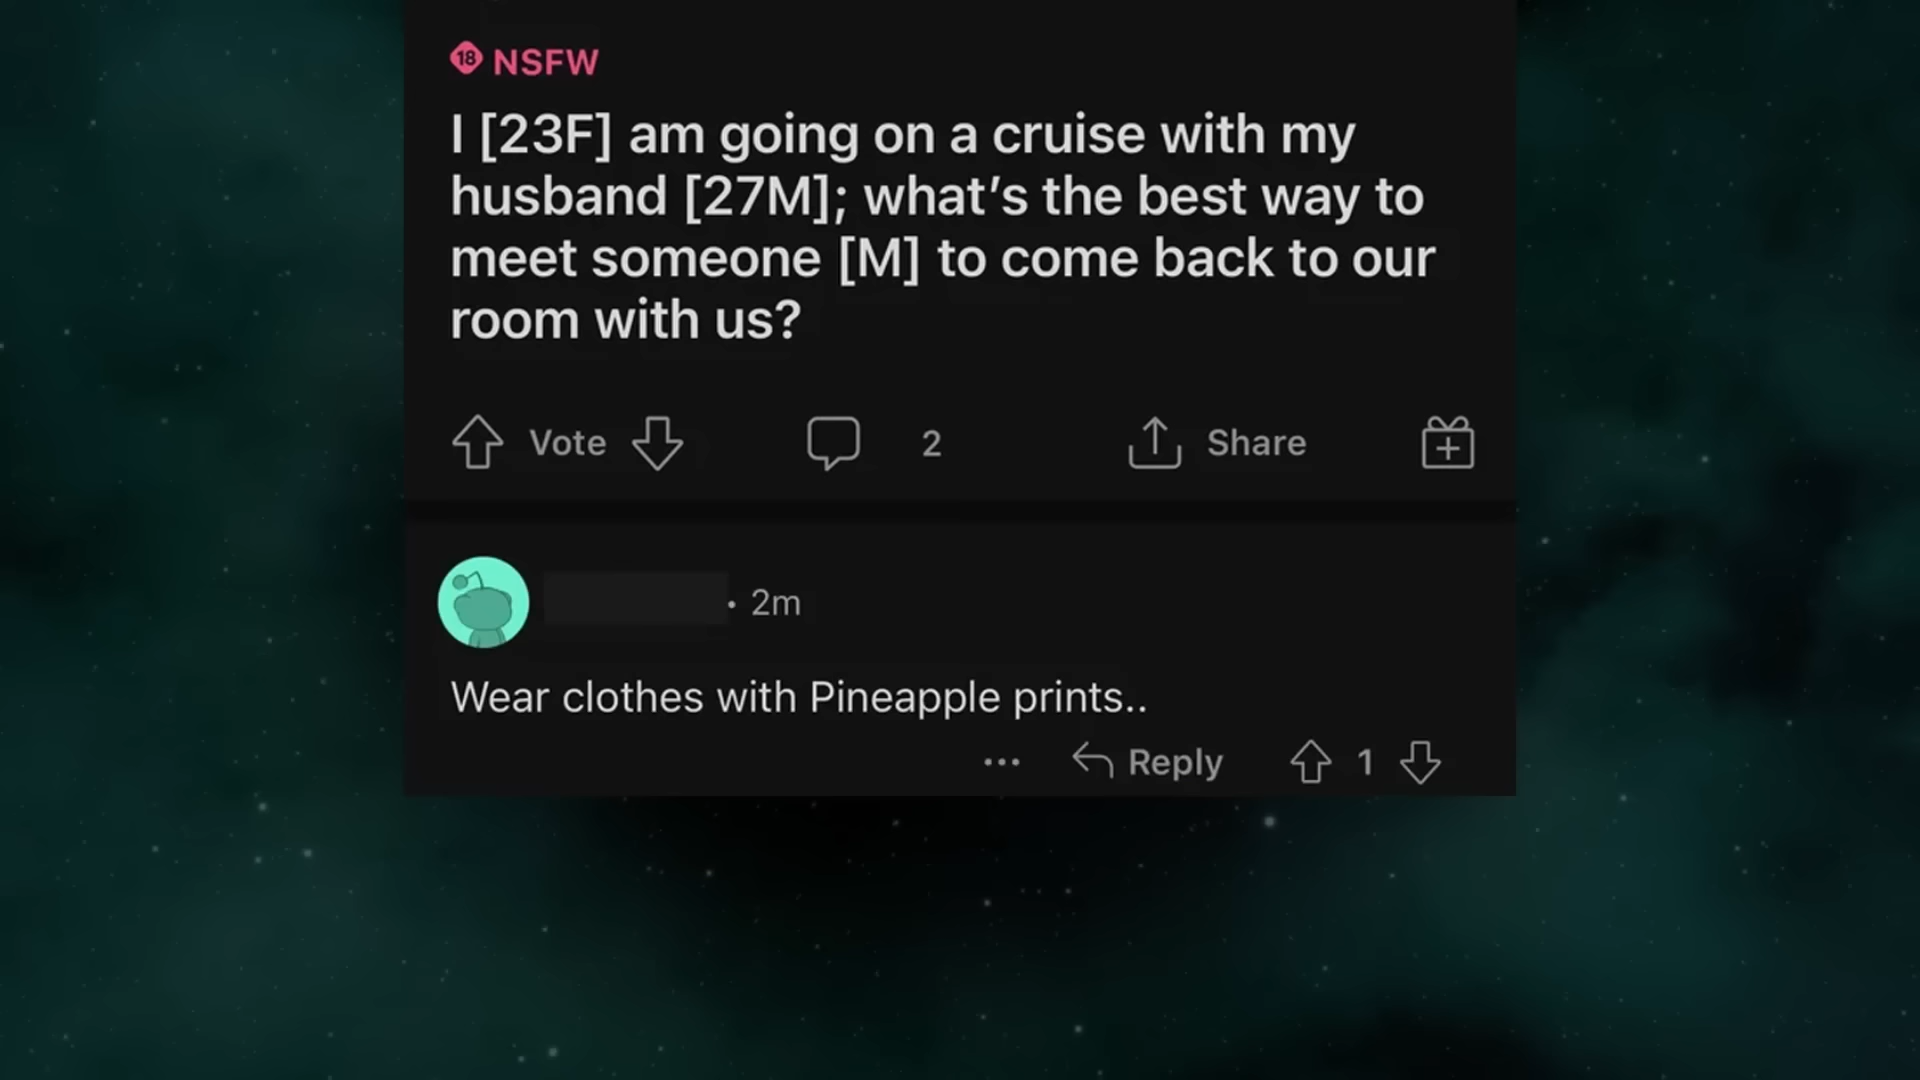 18 NSFW
I [23F] am going on a cruise with my
husband [27M]; what's the best way to
meet someone [M] to come back to our
room with us?
Vote 2 Share
• 2m
Wear clothes with Pineapple prints..
... Reply 1